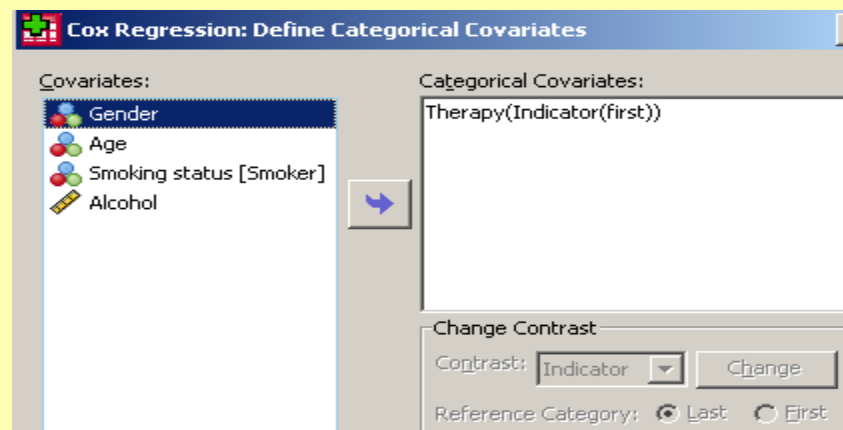 Cox Regression: Define Categorical Covariates
Covariates:
Gender
Age
Smoking status [Smoker]
Alcohol
Categorical Covariates:
Therapy(Indicator(first))
Change Contrast
Contrast: Indicator Change
Reference Category: Last First